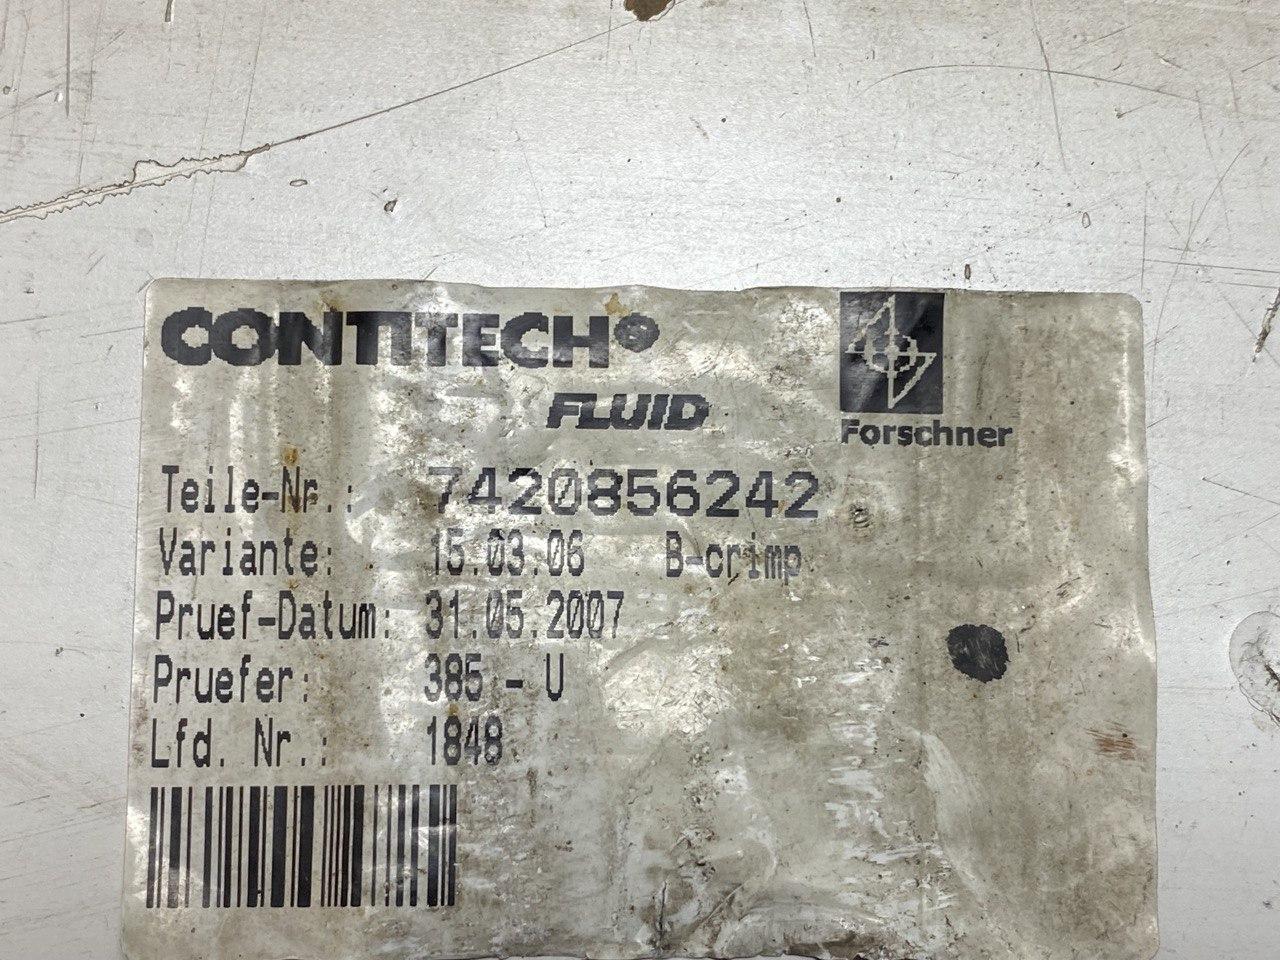 CONTITECH
FLUID
Forschner
Teile-Nr.: 7420856242
Variante: 15.03.06 B-crimp
Pruef-Datum: 31.05.2007
Pruefer: 385 - U
Lfd. Nr.: 1848